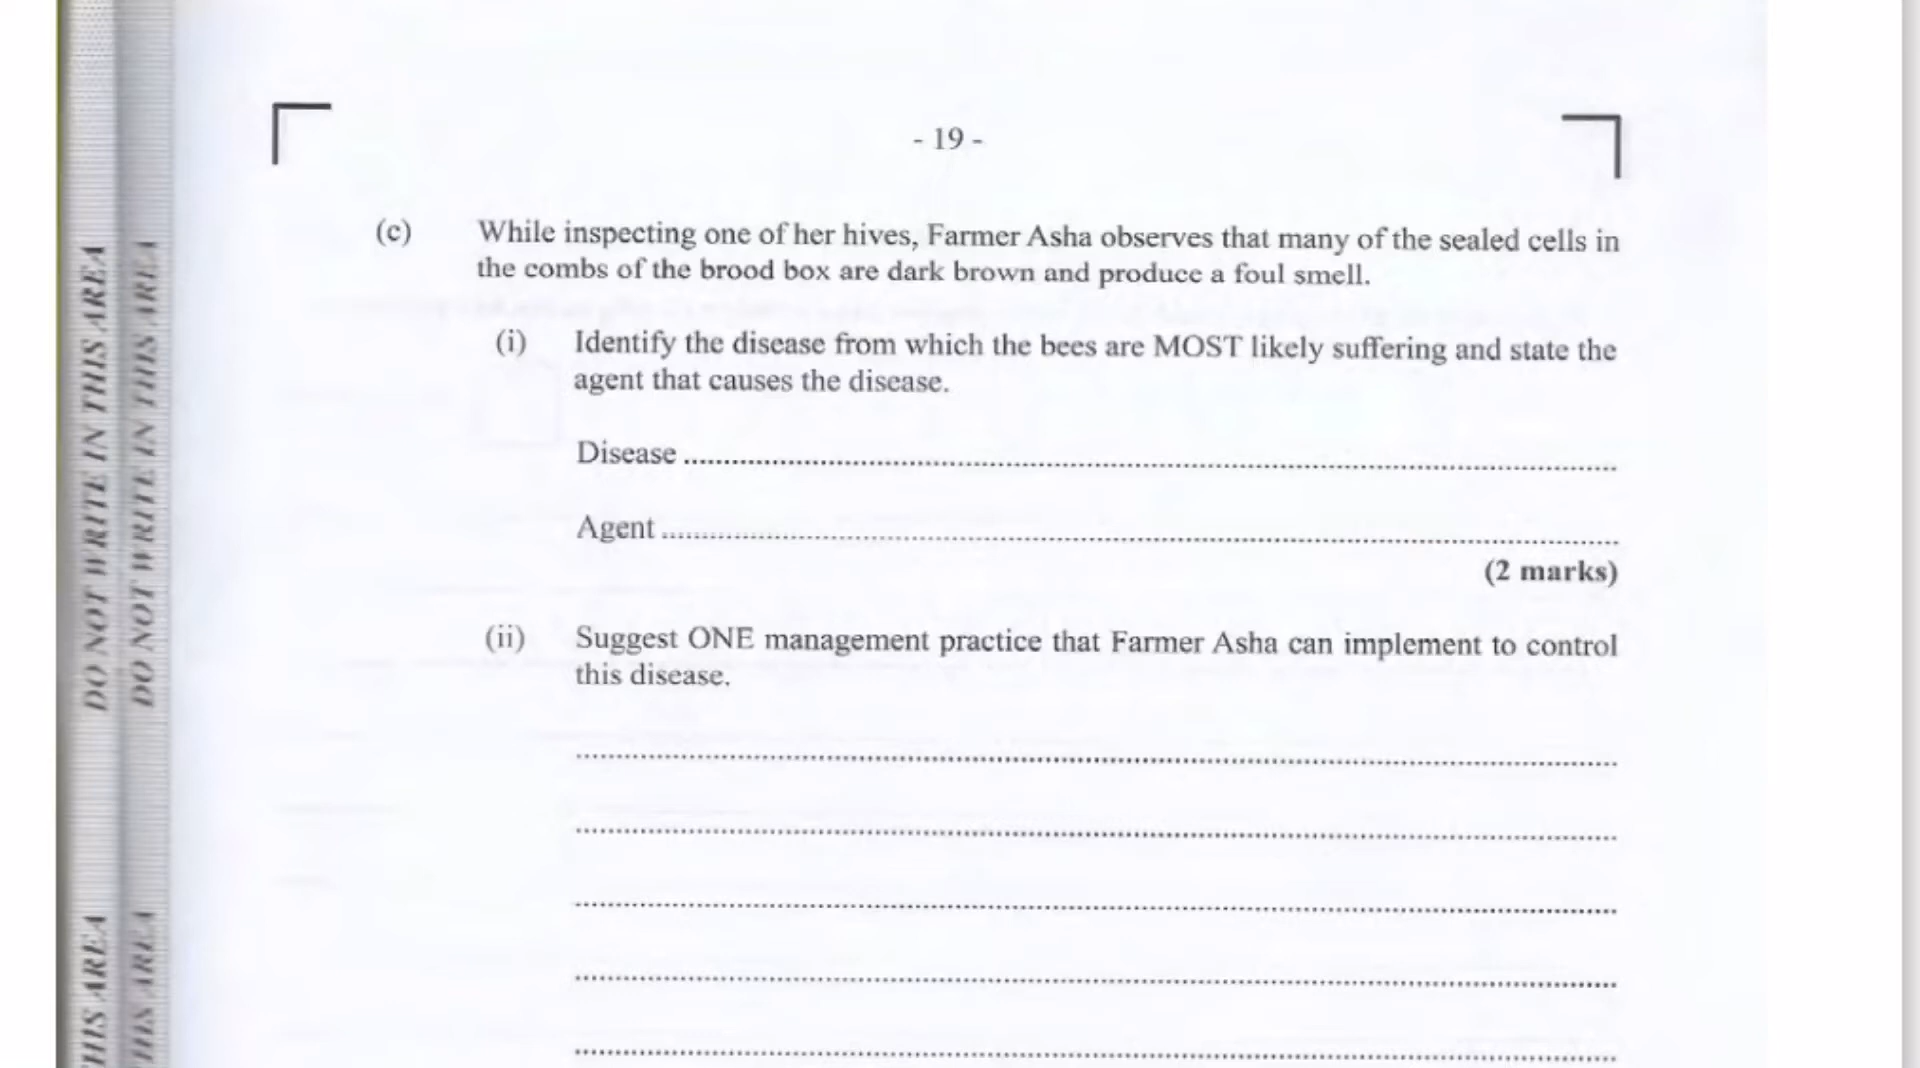 - 19 -
(c) While inspecting one of her hives, Farmer Asha observes that many of the sealed cells in
the combs of the brood box are dark brown and produce a foul smell.
(i) Identify the disease from which the bees are MOST likely suffering and state the
agent that causes the disease.
Disease ........................................................................
Agent ........................................................................
(2 marks)
(ii) Suggest ONE management practice that Farmer Asha can implement to control
this disease.
DO NOT WRITE IN THIS AREA
DO NOT WRITE IN THIS AREA
THIS AREA
THIS AREA